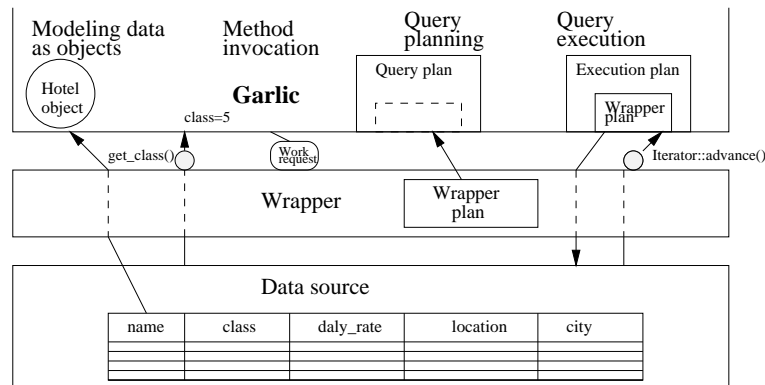 Modeling data
as objects
Method
invocation
Query
planning
Query
execution
Hotel
object
Garlic
class=5
Query plan
Execution plan
Wrapper
plan
get_class()
Work
request
Iterator::advance()
Wrapper
Wrapper
plan
Data source
name class daly_rate location city